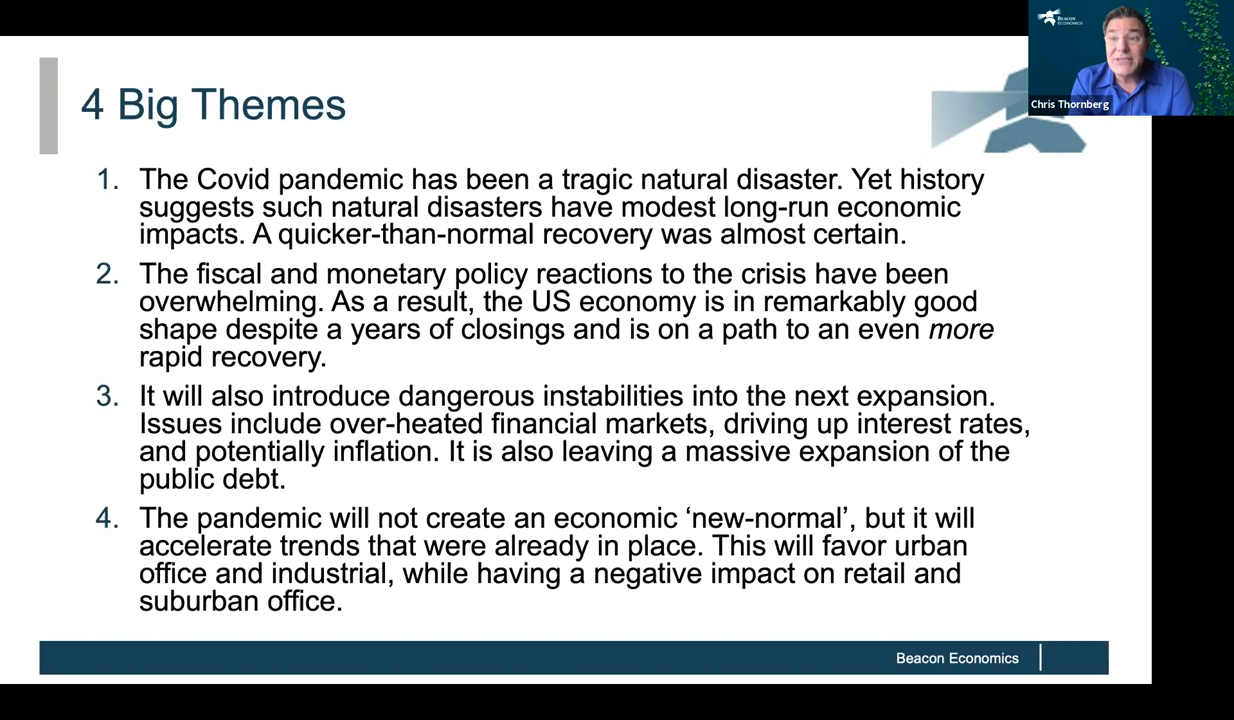 BEACON
ECONOMICS
Chris Thornberg
4 Big Themes
1. The Covid pandemic has been a tragic natural disaster. Yet history
suggests such natural disasters have modest long-run economic
impacts. A quicker-than-normal recovery was almost certain.
2. The fiscal and monetary policy reactions to the crisis have been
overwhelming. As a result, the US economy is in remarkably good
shape despite a years of closings and is on a path to an even more
rapid recovery.
3. It will also introduce dangerous instabilities into the next expansion.
Issues include over-heated financial markets, driving up interest rates,
and potentially inflation. It is also leaving a massive expansion of the
public debt.
4. The pandemic will not create an economic ‘new-normal’, but it will
accelerate trends that were already in place. This will favor urban
office and industrial, while having a negative impact on retail and
suburban office.
Beacon Economics